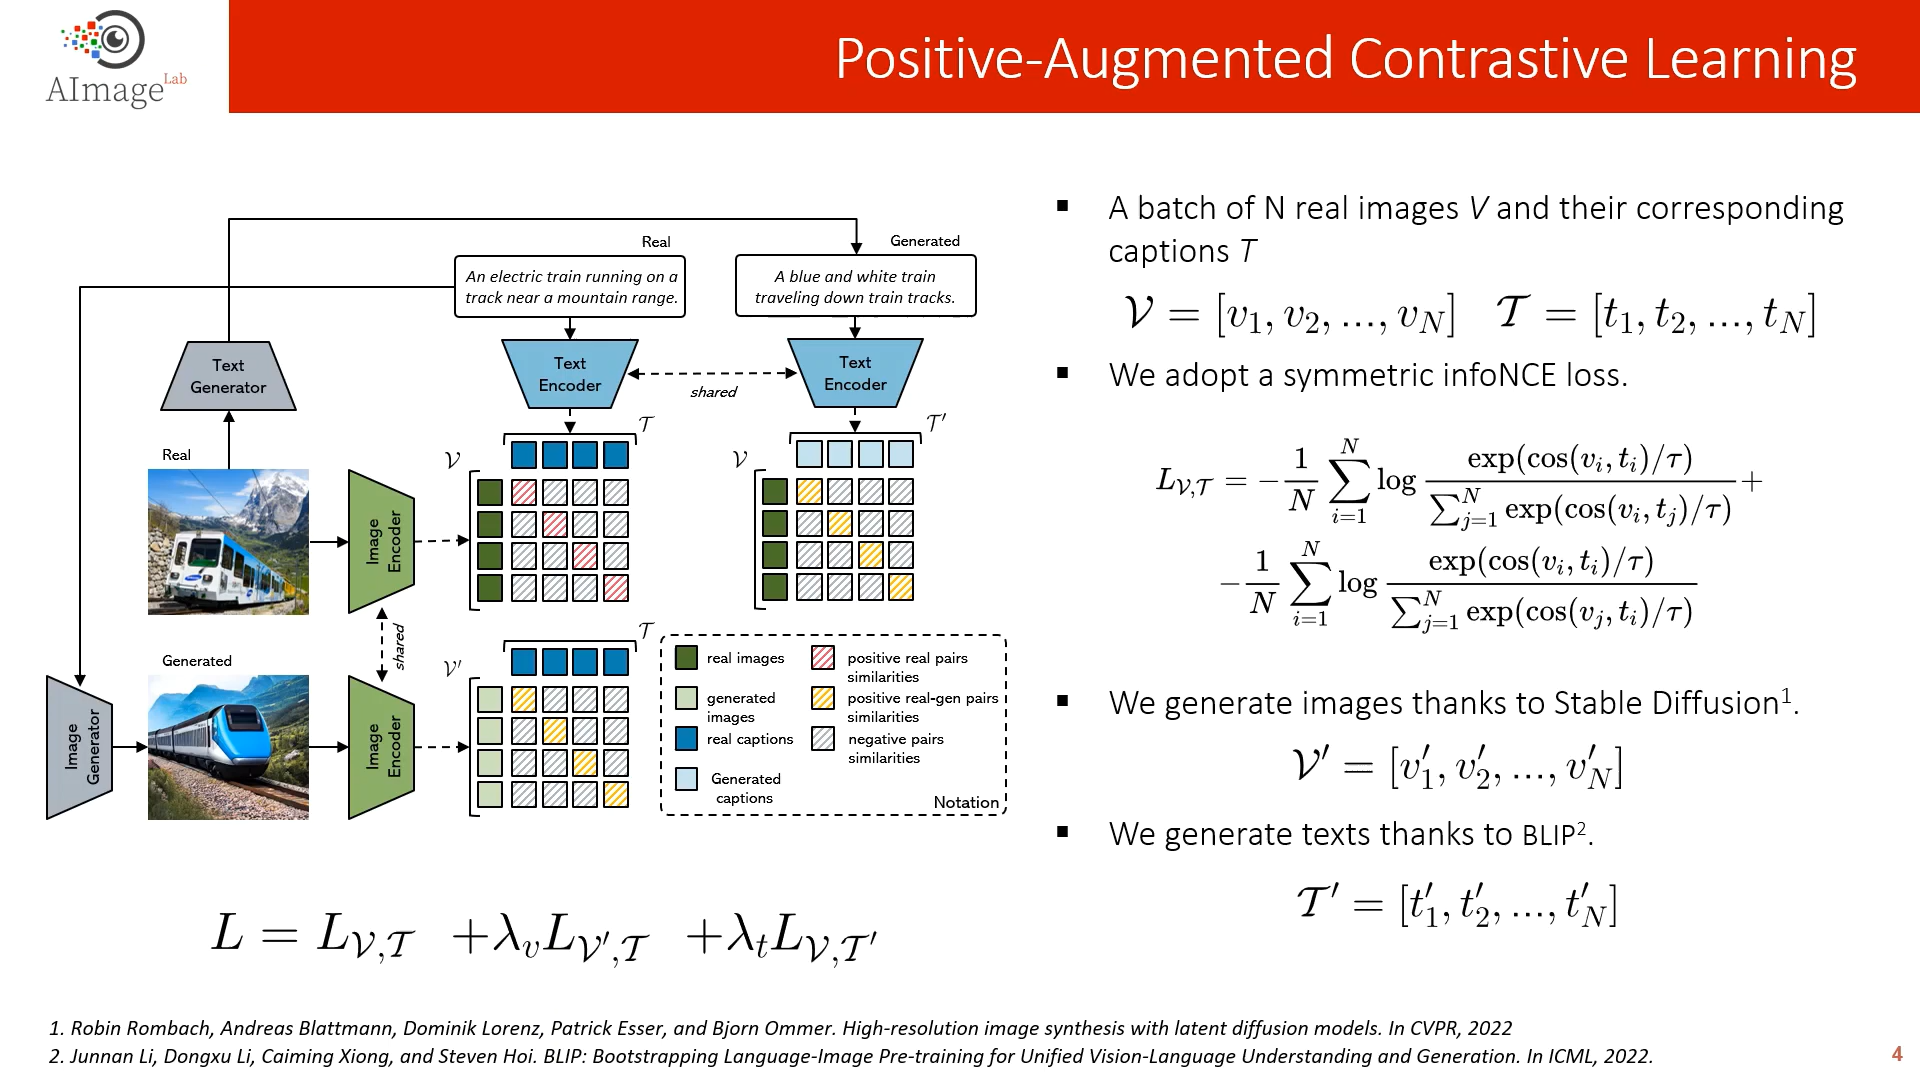 AImageLab
Positive-Augmented Contrastive Learning
Real
An electric train running on a
track near a mountain range.
Generated
A blue and white train
traveling down train tracks.
Text
Generator
Text
Encoder
shared
Text
Encoder
Real
Image
Encoder
𝒱
𝒯
𝒱
𝒯′
shared
Generated
Image
Generator
Image
Encoder
𝒱′
𝒯
real images
generated
images
real captions
Generated
captions
positive real pairs
similarities
positive real-gen pairs
similarities
negative pairs
similarities
Notation
L = L_{𝒱,𝒯} +λ_v L_{𝒱′,𝒯} +λ_t L_{𝒱,𝒯′}
▪ A batch of N real images V and their corresponding
captions T
𝒱 = [v_1, v_2, ..., v_N] 𝒯 = [t_1, t_2, ..., t_N]
▪ We adopt a symmetric infoNCE loss.
L_{𝒱,𝒯} = −\frac{1}{N} \sum_{i=1}^{N} log \frac{exp(cos(v_i, t_i)/τ)}{\sum_{j=1}^{N} exp(cos(v_i, t_j)/τ)} +
−\frac{1}{N} \sum_{i=1}^{N} log \frac{exp(cos(v_i, t_i)/τ)}{\sum_{j=1}^{N} exp(cos(v_j, t_i)/τ)}
▪ We generate images thanks to Stable Diffusion¹.
𝒱′ = [v′_1, v′_2, ..., v′_N]
▪ We generate texts thanks to BLIP².
𝒯′ = [t′_1, t′_2, ..., t′_N]
1. Robin Rombach, Andreas Blattmann, Dominik Lorenz, Patrick Esser, and Bjorn Ommer. High-resolution image synthesis with latent diffusion models. In CVPR, 2022
2. Junnan Li, Dongxu Li, Caiming Xiong, and Steven Hoi. BLIP: Bootstrapping Language-Image Pre-training for Unified Vision-Language Understanding and Generation. In ICML, 2022.
4